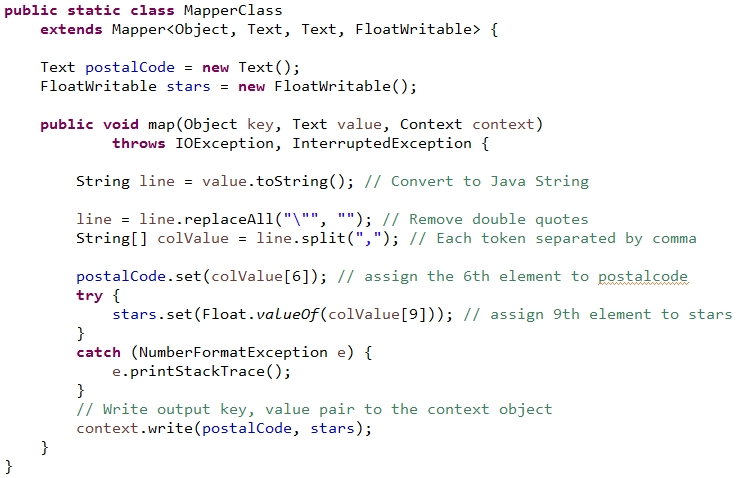 public static class MapperClass
extends Mapper<Object, Text, Text, FloatWritable> {
Text postalCode = new Text();
FloatWritable stars = new FloatWritable();
public void map(Object key, Text value, Context context)
throws IOException, InterruptedException {
String line = value.toString(); // Convert to Java String
line = line.replaceAll("\"", ""); // Remove double quotes
String[] colValue = line.split(","); // Each token separated by comma
postalCode.set(colValue[6]); // assign the 6th element to postalcode
try {
stars.set(Float.valueOf(colValue[9])); // assign 9th element to stars
}
catch (NumberFormatException e) {
e.printStackTrace();
}
// Write output key, value pair to the context object
context.write(postalCode, stars);
}
}